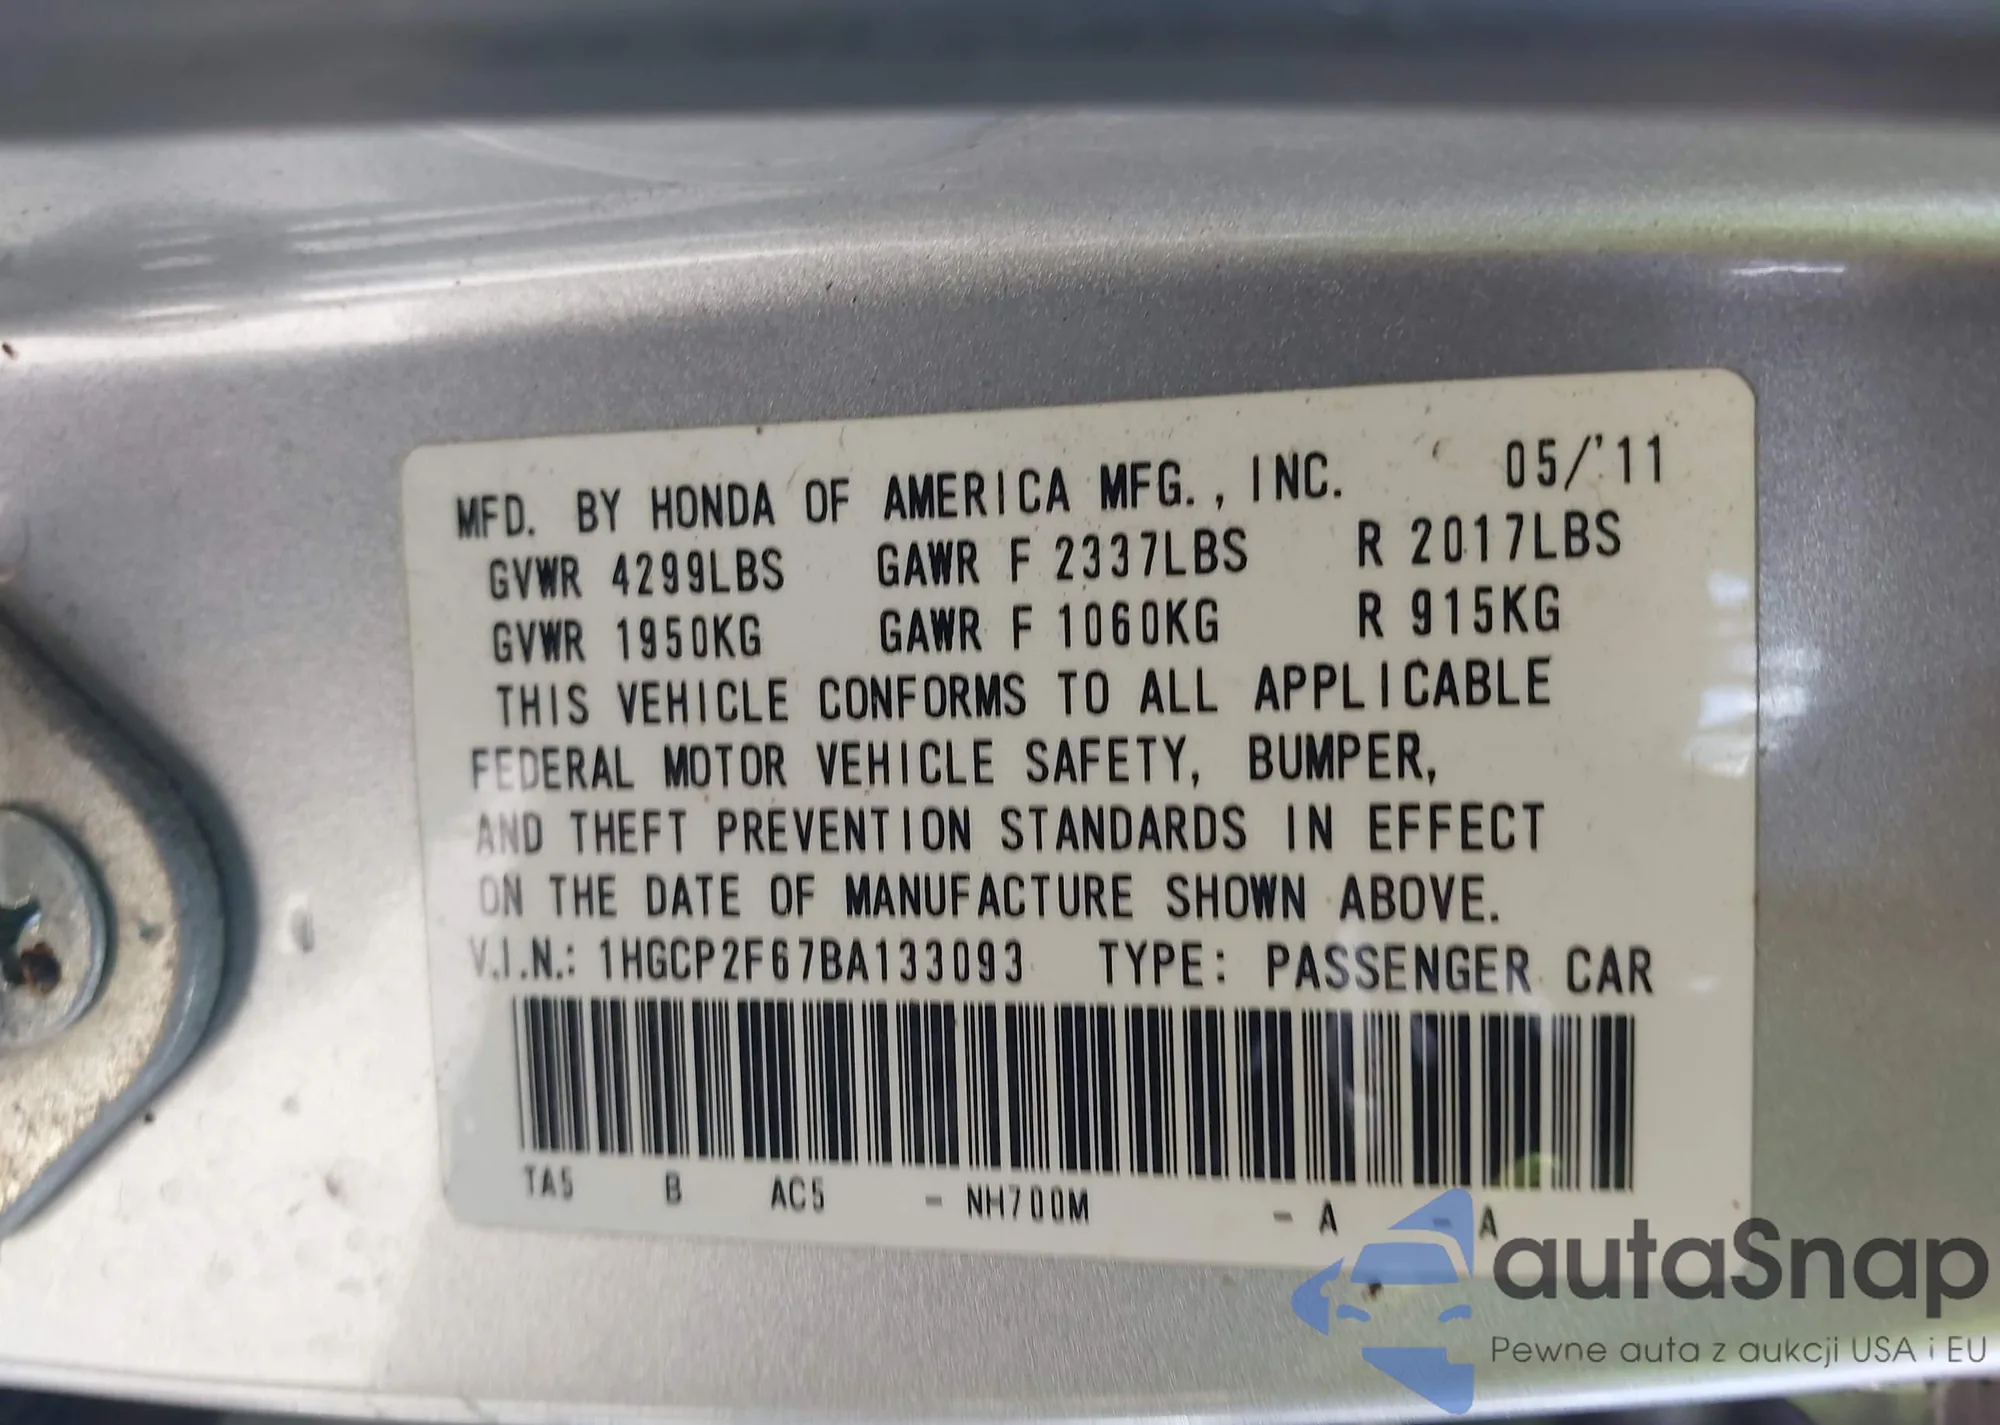 MFD. BY HONDA OF AMERICA MFG., INC. 05/'11
GVWR 4299LBS GAWR F 2337LBS R 2017LBS
GVWR 1950KG GAWR F 1060KG R 915KG
THIS VEHICLE CONFORMS TO ALL APPLICABLE
FEDERAL MOTOR VEHICLE SAFETY, BUMPER,
AND THEFT PREVENTION STANDARDS IN EFFECT
ON THE DATE OF MANUFACTURE SHOWN ABOVE.
V.I.N.: 1HGCP2F67BA133093 TYPE: PASSENGER CAR
TA5 B AC5 - NH700M - A - A
autaSnap
Pewne auta z aukcji USA i EU